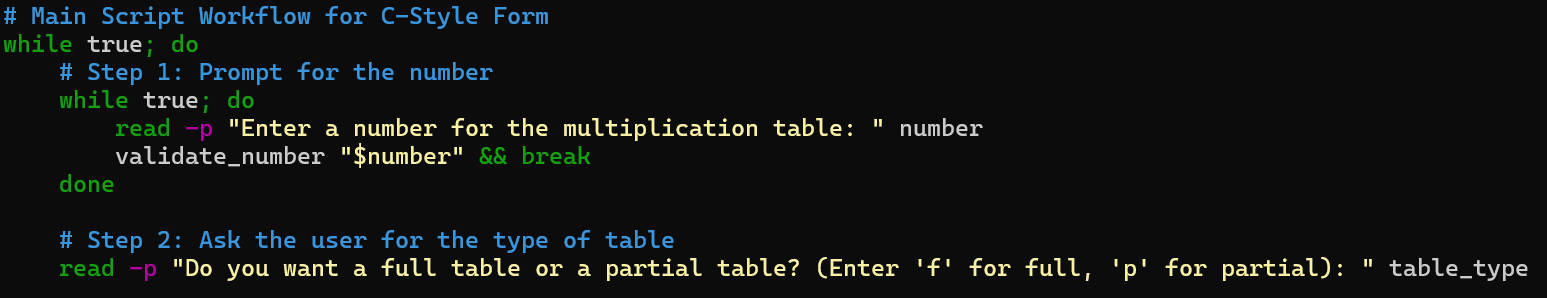 # Main Script Workflow for C-Style Form
while true; do
    # Step 1: Prompt for the number
    while true; do
        read -p "Enter a number for the multiplication table: " number
        validate_number "$number" && break
    done

    # Step 2: Ask the user for the type of table
    read -p "Do you want a full table or a partial table? (Enter 'f' for full, 'p' for partial): " table_type